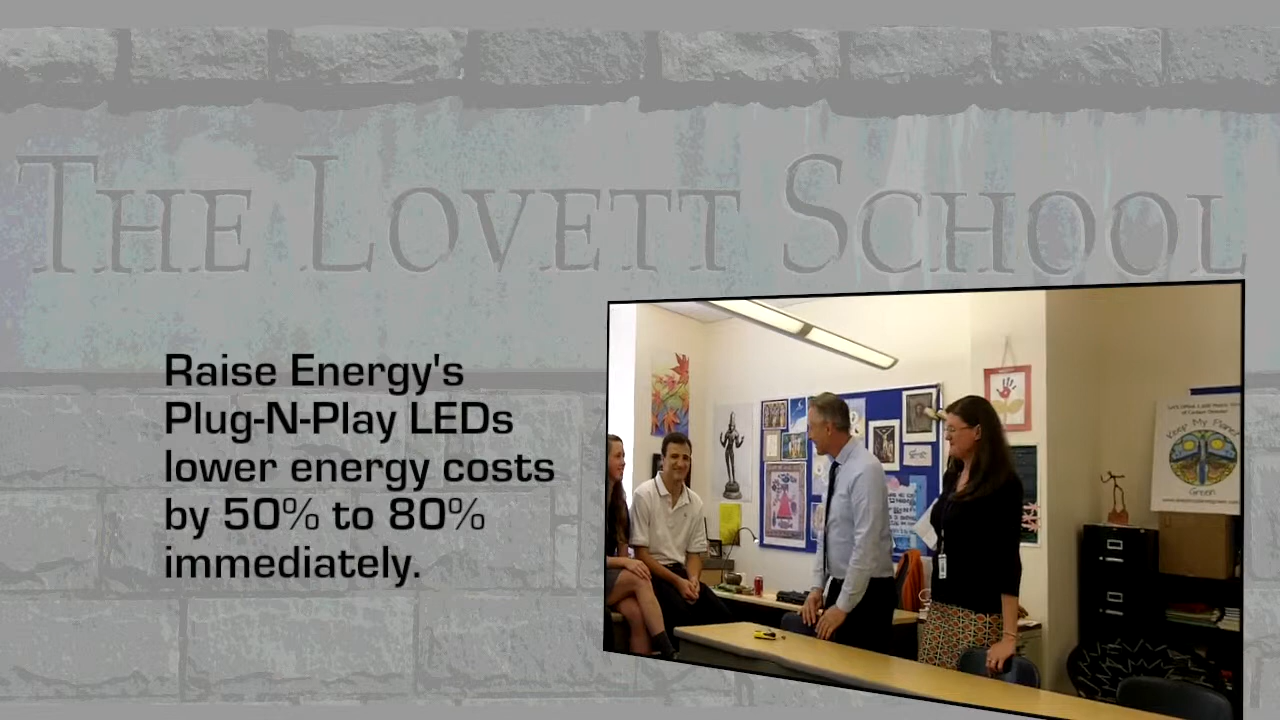 THE LOVETT SCHOOL
Raise Energy's
Plug-N-Play LEDs
lower energy costs
by 50% to 80%
immediately.
Keep My Planet
Green